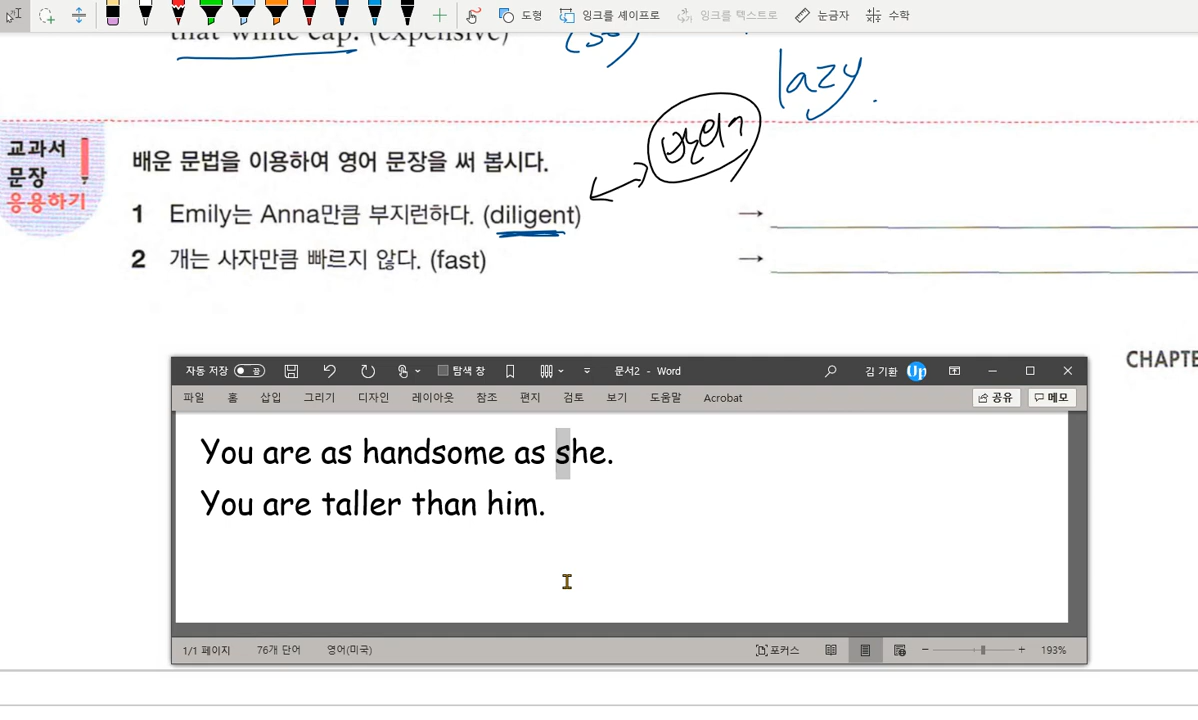 도형 잉크를 셰이프로 잉크를 텍스트로 눈금자 수학
that white cap. (expensive)
lazy.
반의어
교과서
문장
응용하기
배운 문법을 이용하여 영어 문장을 써 봅시다.
1 Emily는 Anna만큼 부지런하다. (diligent) →
2 개는 사자만큼 빠르지 않다. (fast) →
CHAPTE
자동 저장 끔 탐색 창 문서2 - Word 김 기환 Up
파일 홈 삽입 그리기 디자인 레이아웃 참조 편지 검토 보기 도움말 Acrobat 공유 메모
You are as handsome as she.
You are taller than him.
1/1 페이지 76개 단어 영어(미국) 포커스 193%